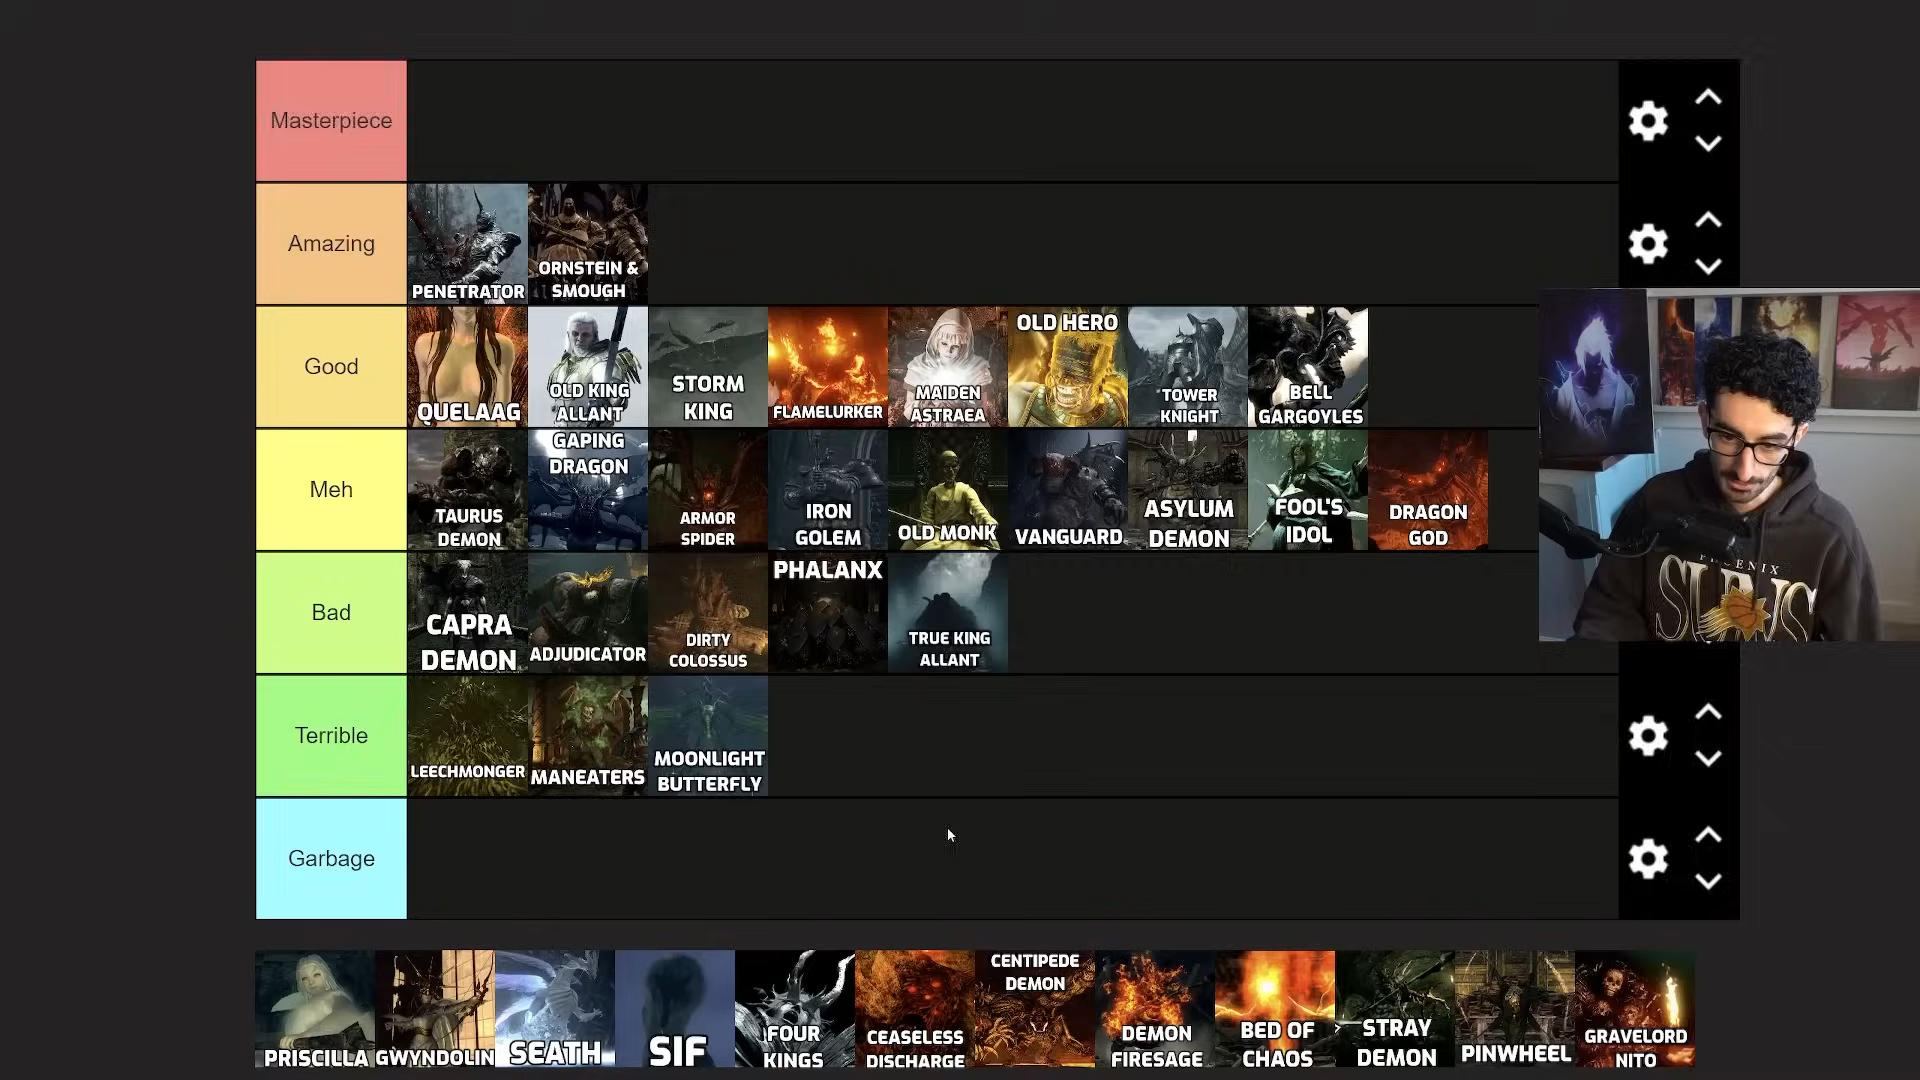 Masterpiece
Amazing
PENETRATOR
ORNSTEIN &
SMOUGH
Good
QUELAAG
OLD KING
ALLANT
STORM
KING
FLAMELURKER
MAIDEN
ASTRAEA
OLD HERO
TOWER
KNIGHT
BELL
GARGOYLES
Meh
TAURUS
DEMON
GAPING
DRAGON
ARMOR
SPIDER
IRON
GOLEM
OLD MONK
VANGUARD
ASYLUM
DEMON
FOOL'S
IDOL
DRAGON
GOD
Bad
CAPRA
DEMON
ADJUDICATOR
DIRTY
COLOSSUS
PHALANX
TRUE KING
ALLANT
Terrible
LEECHMONGER
MANEATERS
MOONLIGHT
BUTTERFLY
Garbage
PRISCILLA
GWYNDOLIN
SEATH
SIF
FOUR
KINGS
CEASELESS
DISCHARGE
CENTIPEDE
DEMON
DEMON
FIRESAGE
BED OF
CHAOS
STRAY
DEMON
PINWHEEL
GRAVELORD
NITO
SUNS